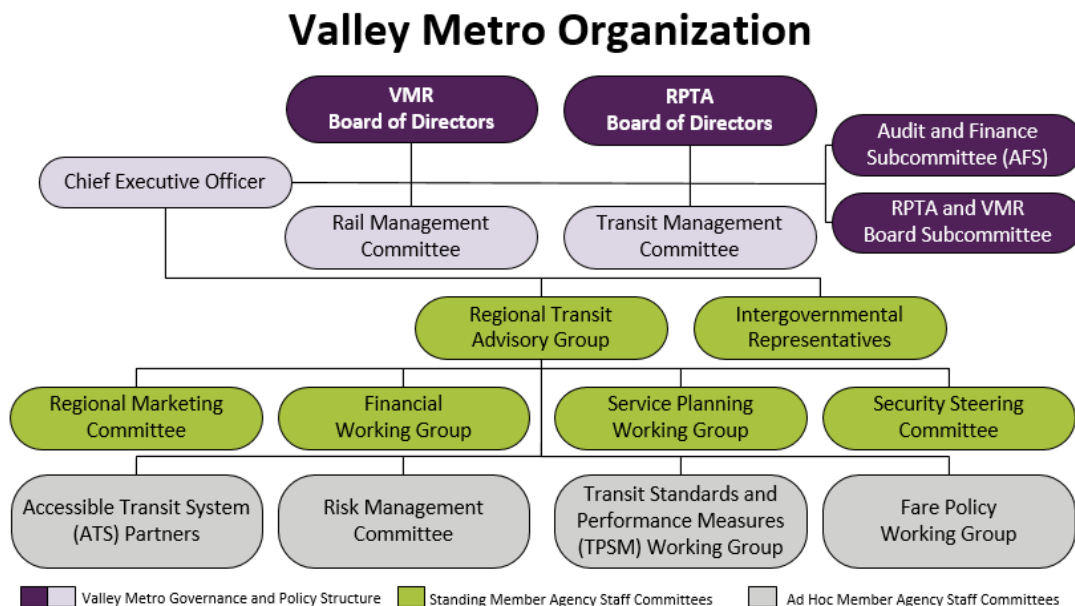 Valley Metro Organization
VMR
Board of Directors
RPTA
Board of Directors
Audit and Finance
Subcommittee (AFS)
Chief Executive Officer
RPTA and VMR
Board Subcommittee
Rail Management
Committee
Transit Management
Committee
Regional Transit
Advisory Group
Intergovernmental
Representatives
Regional Marketing
Committee
Financial
Working Group
Service Planning
Working Group
Security Steering
Committee
Accessible Transit System
(ATS) Partners
Risk Management
Committee
Transit Standards and
Performance Measures
(TPSM) Working Group
Fare Policy
Working Group
Valley Metro Governance and Policy Structure
Standing Member Agency Staff Committees
Ad Hoc Member Agency Staff Committees